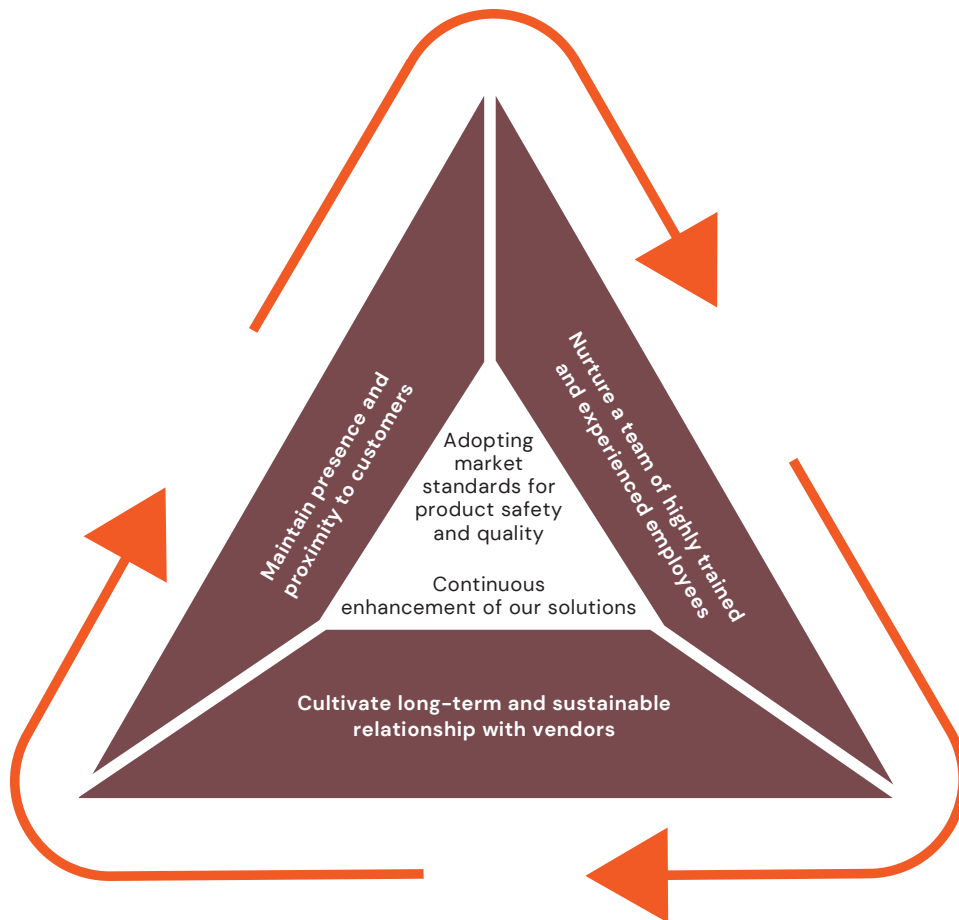 Maintain presence and
proximity to customers
Nurture a team of highly trained
and experienced employees
Adopting
market
standards for
product safety
and quality
Continuous
enhancement of our solutions
Cultivate long-term and sustainable
relationship with vendors